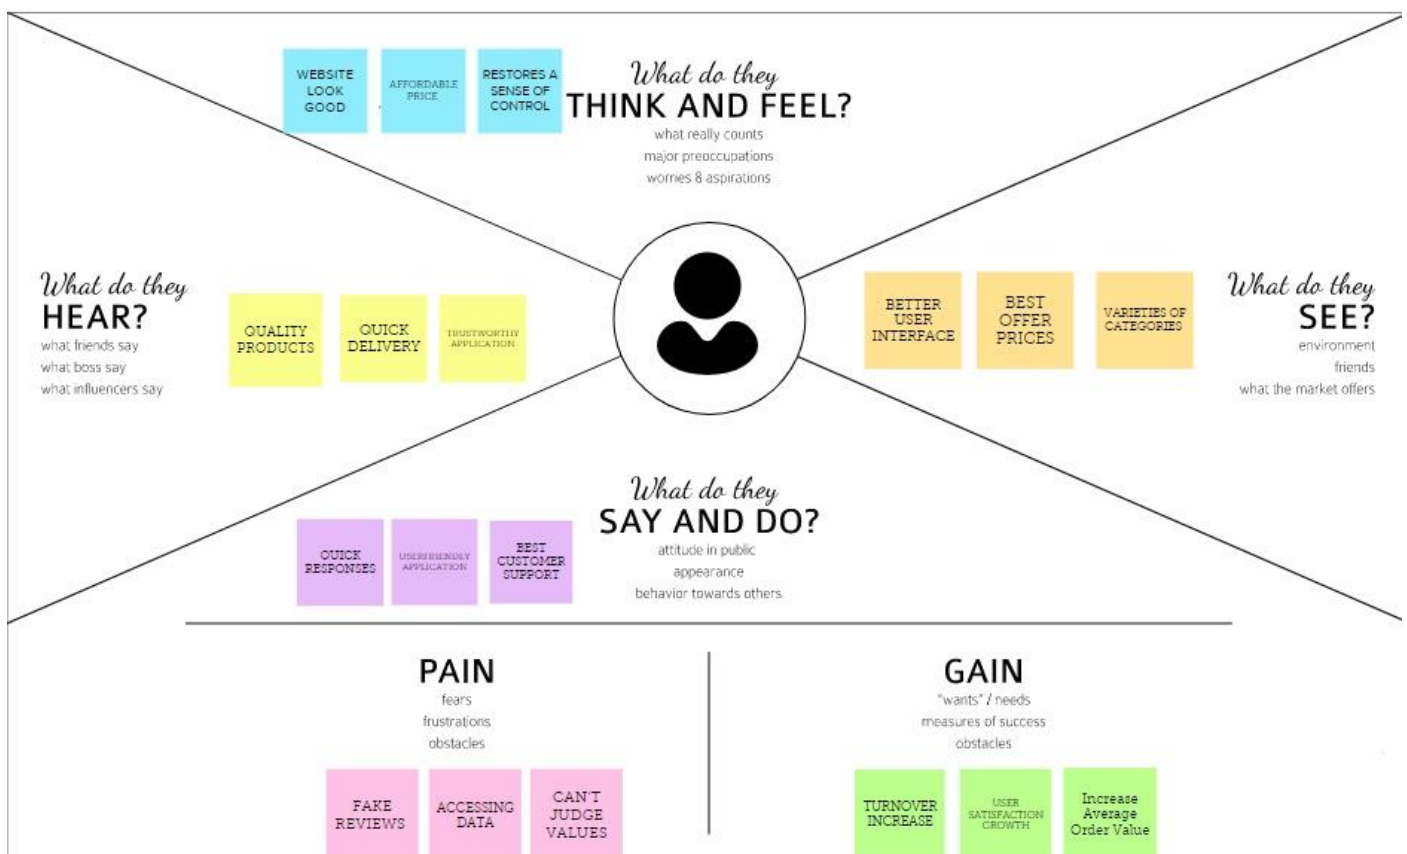 WEBSITE
LOOK
GOOD
AFFORDABLE
PRICE
RESTORES A
SENSE OF
CONTROL
What do they
THINK AND FEEL?
what really counts
major preoccupations
worries & aspirations
What do they
HEAR?
what friends say
what boss say
what influencers say
QUALITY
PRODUCTS
QUICK
DELIVERY
TRUSTWORTHY
APPLICATION
BETTER
USER
INTERFACE
BEST
OFFER
PRICES
VARIETIES OF
CATEGORIES
What do they
SEE?
environment
friends
what the market offers
What do they
SAY AND DO?
attitude in public
appearance
behavior towards others
QUICK
RESPONSES
USERFRIENDLY
APPLICATION
BEST
CUSTOMER
SUPPORT
PAIN
fears
frustrations
obstacles
FAKE
REVIEWS
ACCESSING
DATA
CAN'T
JUDGE
VALUES
GAIN
"wants" / needs
measures of success
obstacles
TURNOVER
INCREASE
USER
SATISFACTION
GROWTH
Increase
Average
Order Value